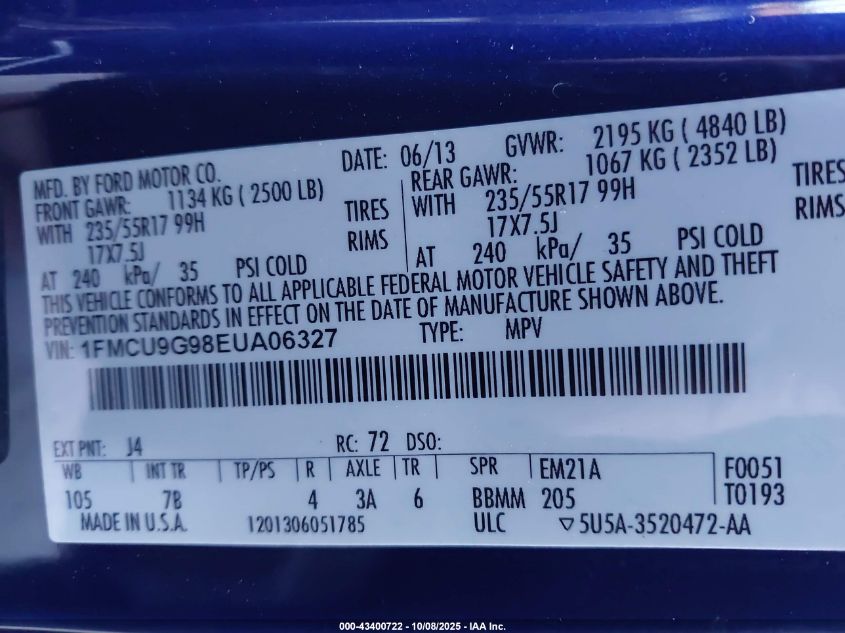 MFD. BY FORD MOTOR CO. DATE: 06/13 GVWR: 2195 KG ( 4840 LB)
FRONT GAWR: 1134 KG ( 2500 LB) REAR GAWR: 1067 KG ( 2352 LB)
WITH 235/55R17 99H TIRES WITH 235/55R17 99H TIRES
17X7.5J RIMS 17X7.5J RIMS
AT 240 kPa/ 35 PSI COLD AT 240 kPa/ 35 PSI COLD
THIS VEHICLE CONFORMS TO ALL APPLICABLE FEDERAL MOTOR VEHICLE SAFETY AND THEFT
PREVENTION STANDARDS IN EFFECT ON THE DATE OF MANUFACTURE SHOWN ABOVE.
VIN: 1FMCU9G98EUA06327 TYPE: MPV
EXT PNT: J4 RC: 72 DSO:
WB INT TR TP/PS R AXLE TR SPR EM21A F0051
105 7B 4 3A 6 BBMM 205 T0193
MADE IN U.S.A. 1201306051785 ULC ▽5U5A-3520472-AA
000-43400722 - 10/08/2025 - IAA Inc.